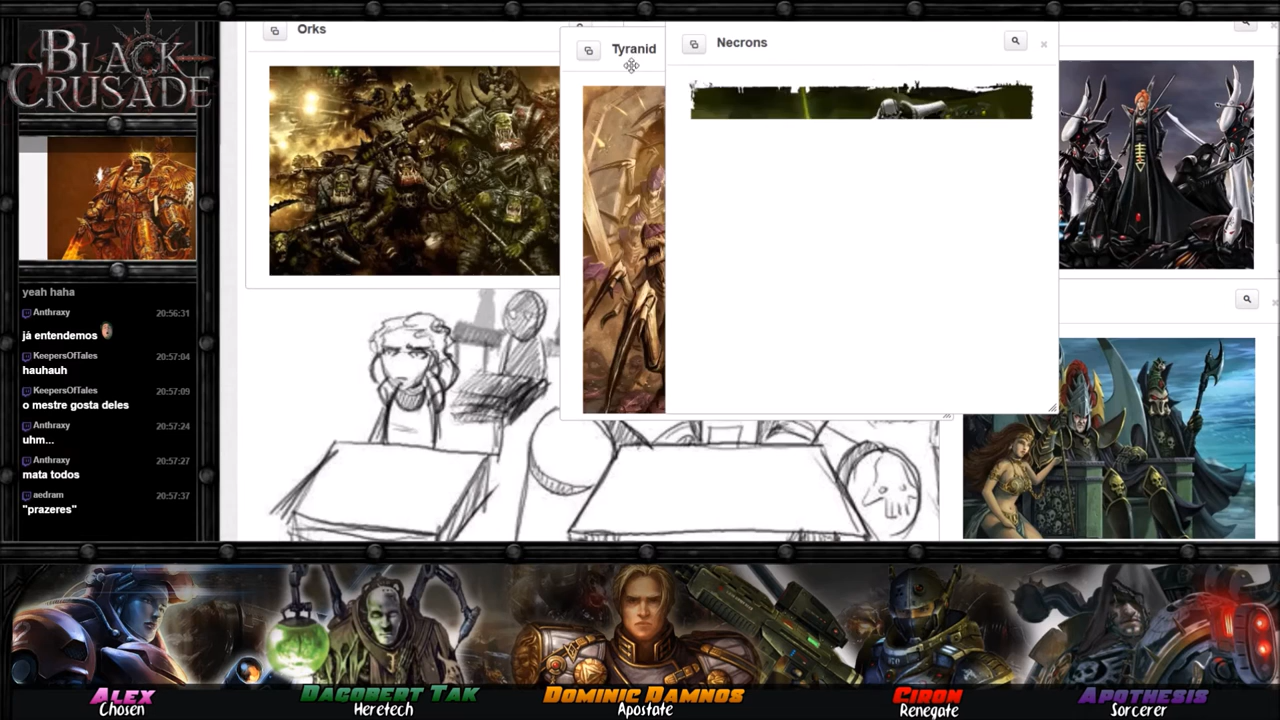 BLACK
CRUSADE
Orks
Tyranid
Necrons
yeah haha
Anthraxy 20:56:31
já entendemos
KeepersOfTales 20:57:04
hauhauh
KeepersOfTales 20:57:09
o mestre gosta deles
Anthraxy 20:57:24
uhm...
Anthraxy 20:57:27
mata todos
aedram 20:57:37
"prazeres"
ALEX
Chosen
DAGOBERT TAK
Heretech
DOMINIC DAMNOS
Apostate
CIRON
Renegate
APOTHESIS
Sorcerer